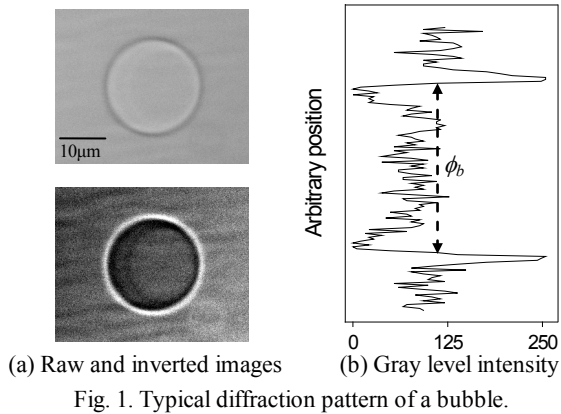 10μm
(a) Raw and inverted images
Arbitrary position
ϕb
0 125 250
(b) Gray level intensity
Fig. 1. Typical diffraction pattern of a bubble.